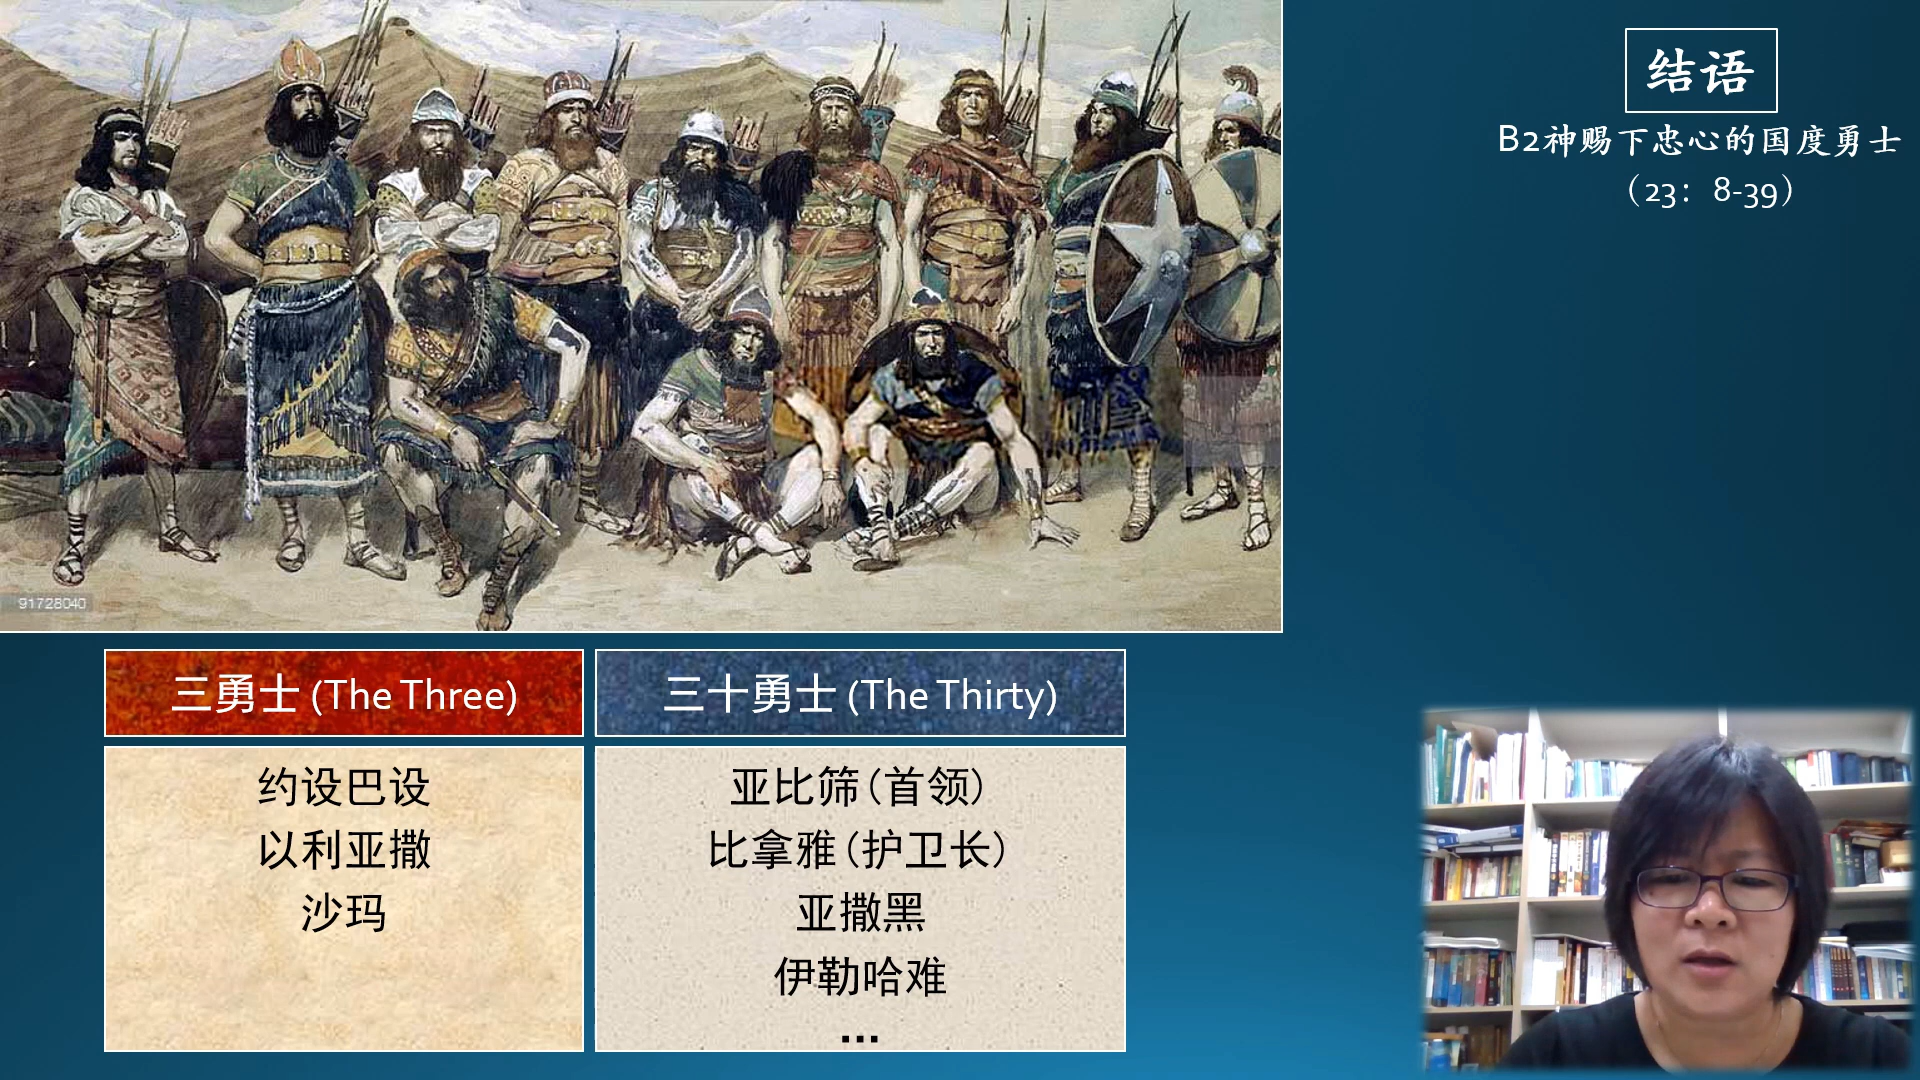 结语
B2神赐下忠心的国度勇士
（23：8-39）
91728040
三勇士 (The Three)
三十勇士 (The Thirty)
约设巴设
以利亚撒
沙玛
亚比筛(首领)
比拿雅(护卫长)
亚撒黑
伊勒哈难
...